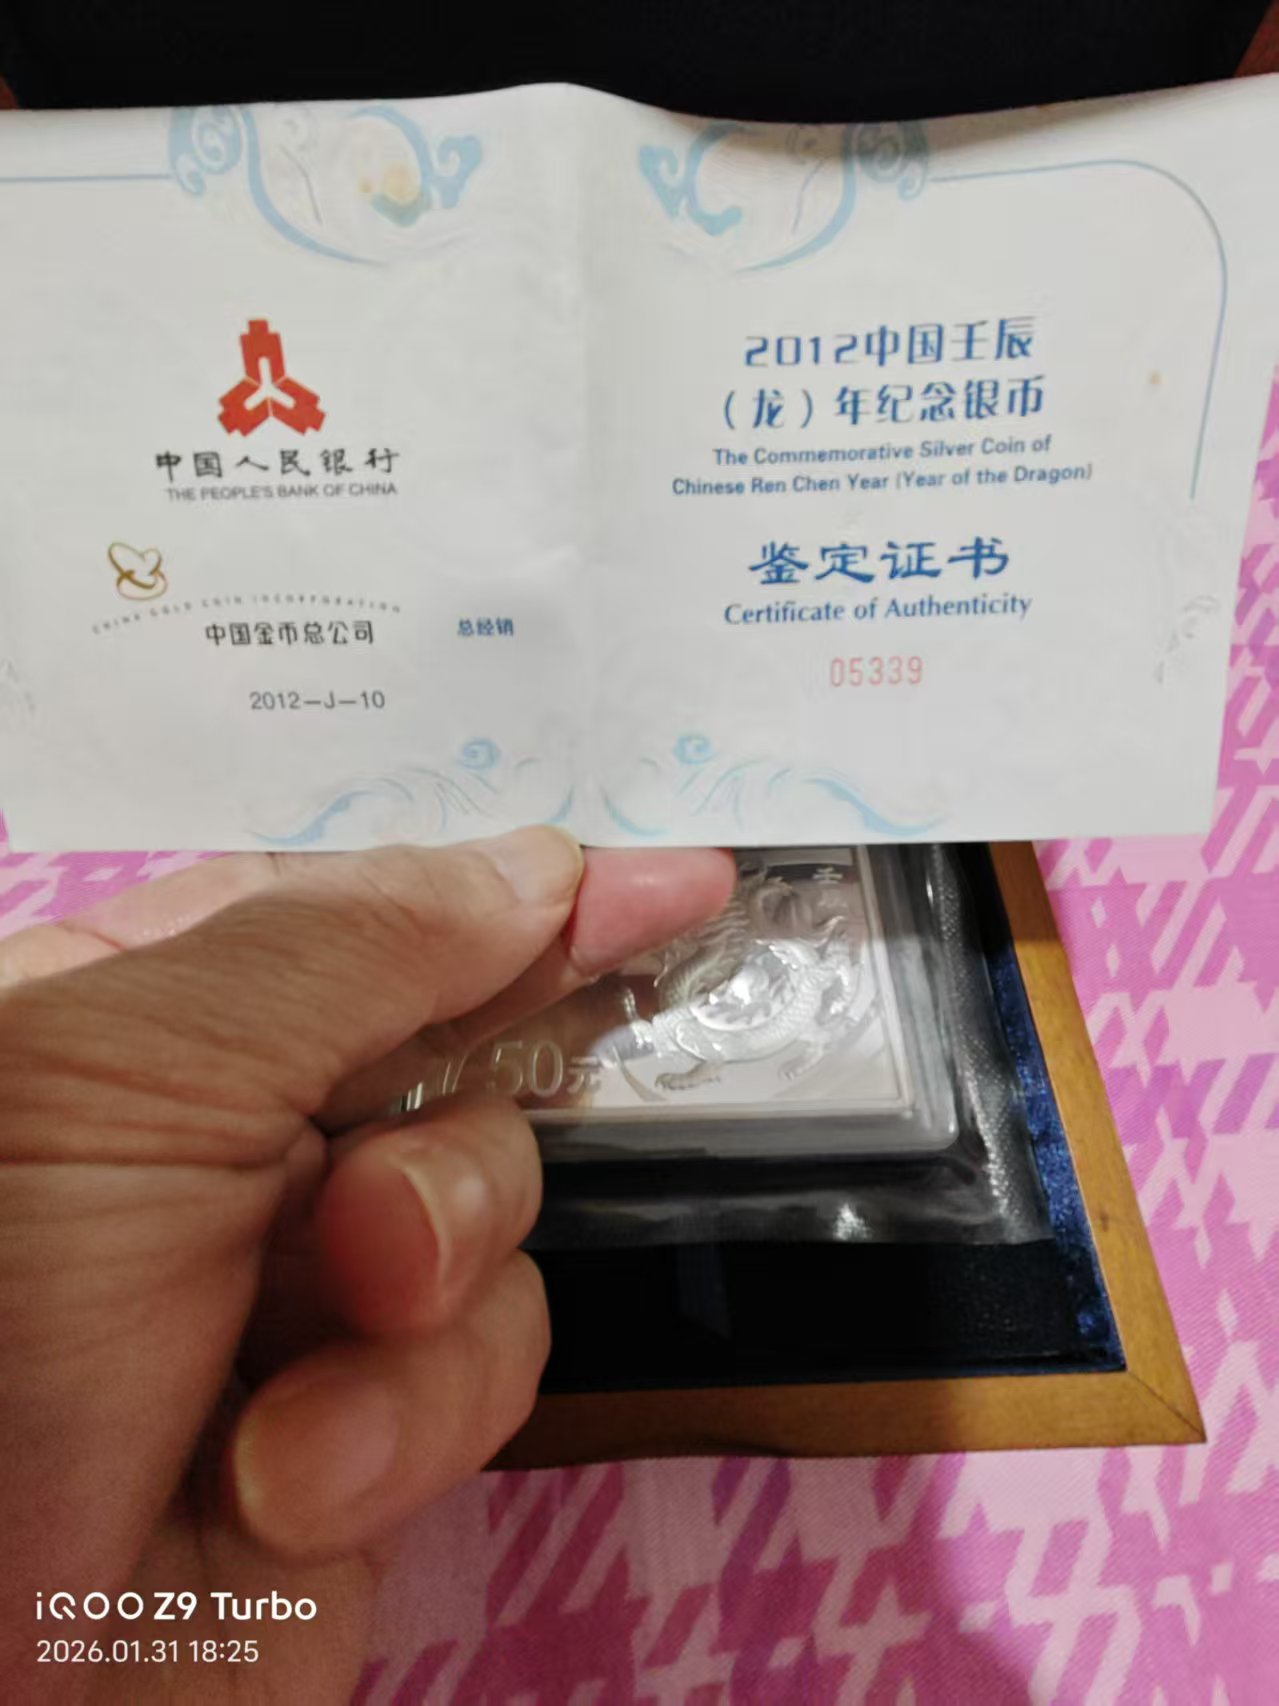 中国人民银行
THE PEOPLE'S BANK OF CHINA
CHINA GOLD COIN INCORPORATION
中国金币总公司
总经销
2012—J—10
2012中国壬辰
（龙）年纪念银币
The Commemorative Silver Coin of
Chinese Ren Chen Year (Year of the Dragon)
鉴定证书
Certificate of Authenticity
05339
壬
50元
iQOO Z9 Turbo
2026.01.31 18:25